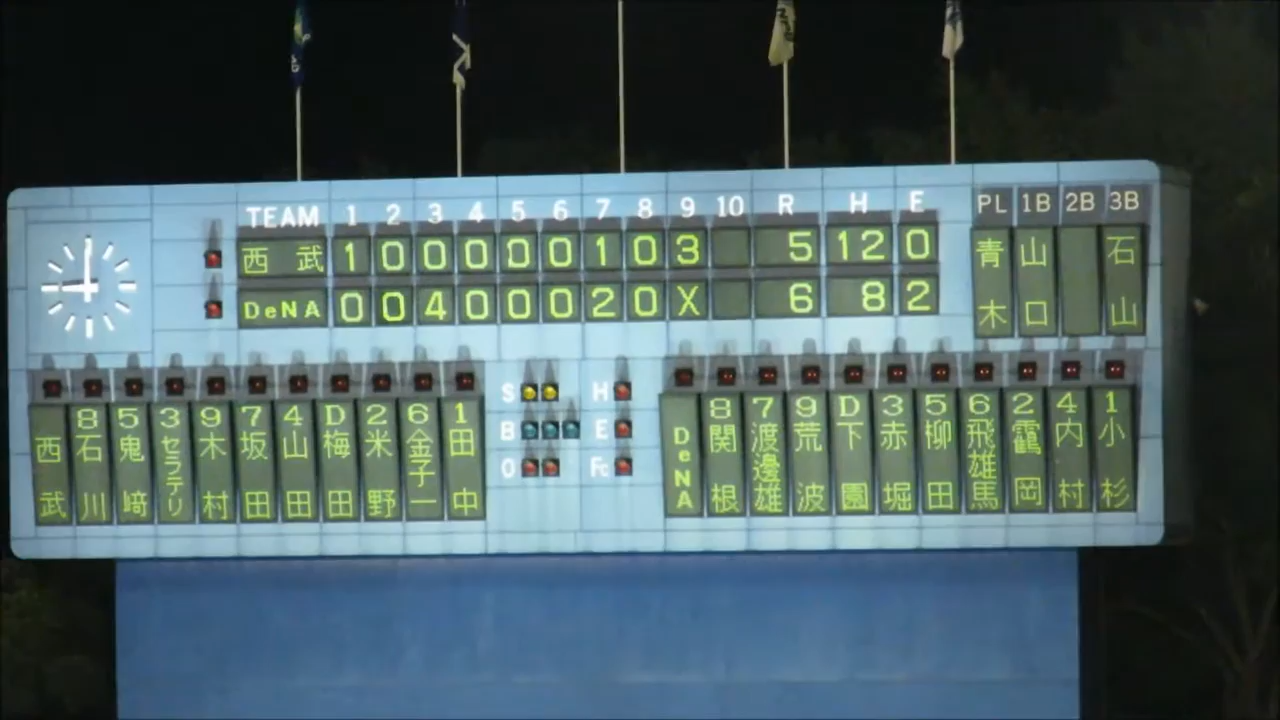 TEAM 1 2 3 4 5 6 7 8 9 10 R H E
西武 1 0 0 0 0 0 1 0 3 5 12 0
DeNA 0 0 4 0 0 0 2 0 X 6 8 2
PL 1B 2B 3B
青木 山口 石山
西武
8 石川
5 鬼﨑
3 セラテリ
9 木村
7 坂田
4 山田
D 梅田
2 米野
6 金子一
1 田中
S H
B E
O Fc
DeNA
8 関根
7 渡邊雄
9 荒波
D 下園
3 赤堀
5 柳田
6 飛雄馬
2 靏岡
4 内村
1 小杉